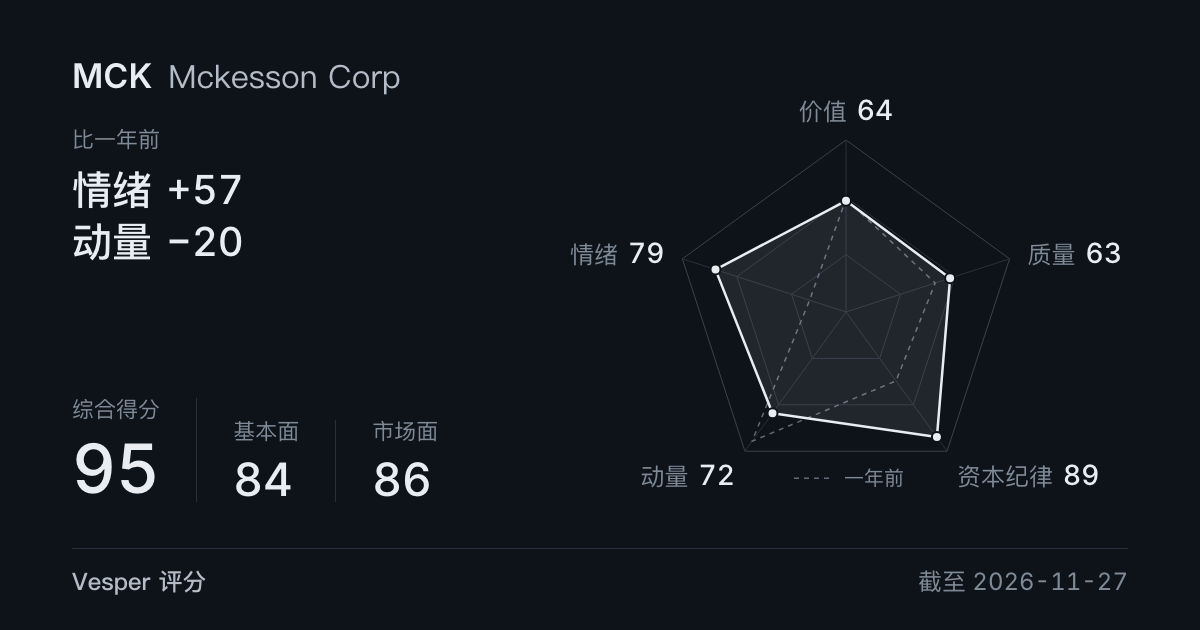 MCK Mckesson Corp
比一年前
情绪 +57
动量 −20
综合得分
95
基本面
84
市场面
86
价值 64
情绪 79
质量 63
动量 72
一年前
资本纪律 89
Vesper 评分
截至 2026-11-27